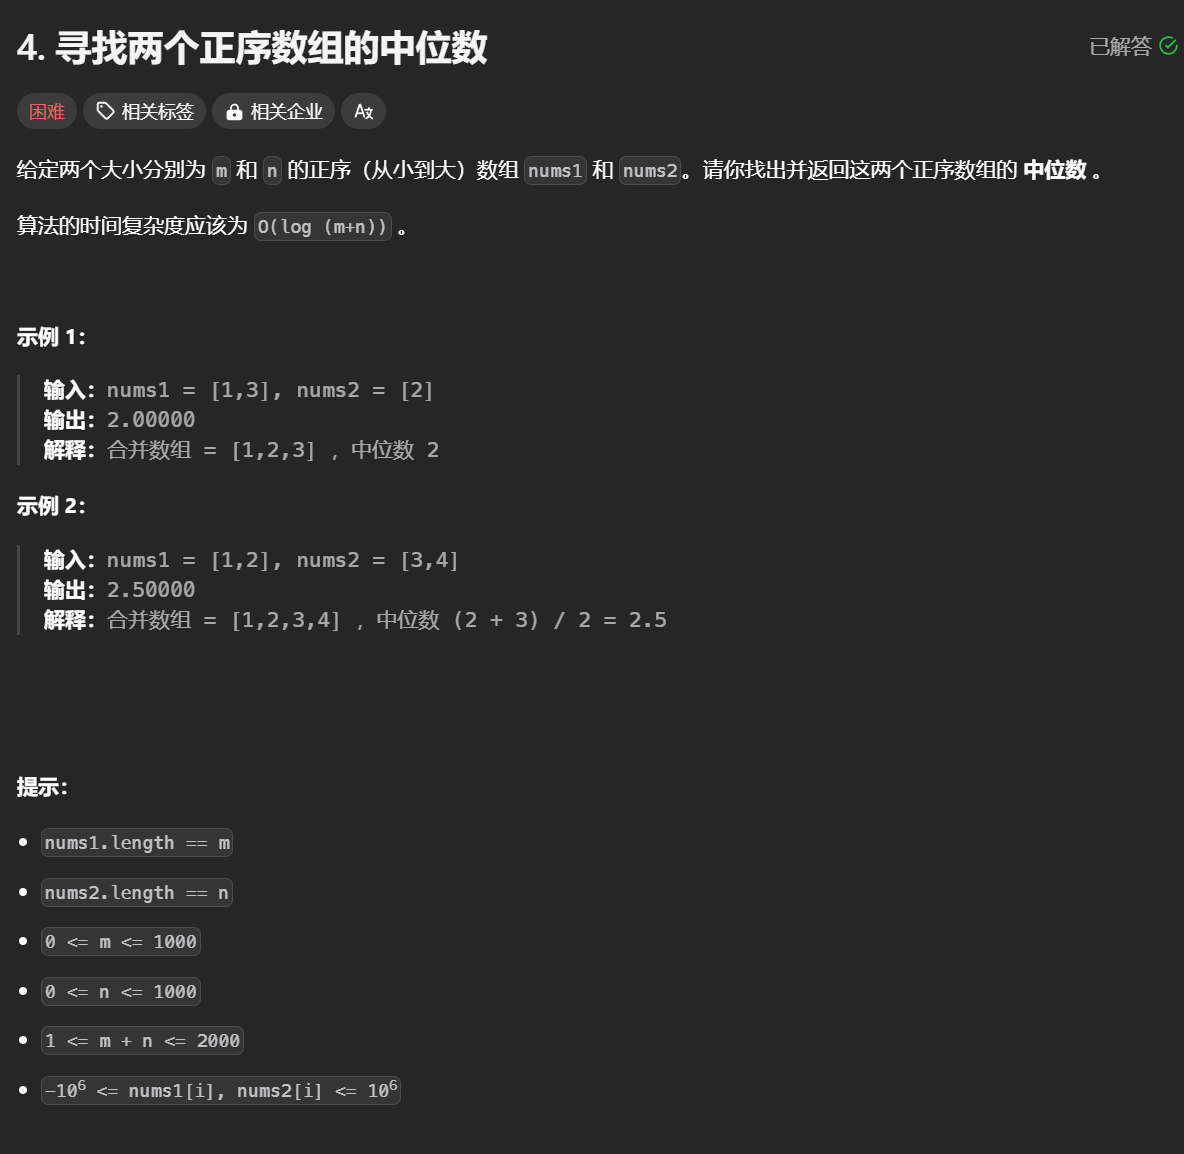 4. 寻找两个正序数组的中位数
已解答
困难
相关标签
相关企业
给定两个大小分别为 m 和 n 的正序（从小到大）数组 nums1 和 nums2。请你找出并返回这两个正序数组的 中位数 。
算法的时间复杂度应该为 O(log (m+n)) 。
示例 1：
输入：nums1 = [1,3], nums2 = [2]
输出：2.00000
解释：合并数组 = [1,2,3] ，中位数 2
示例 2：
输入：nums1 = [1,2], nums2 = [3,4]
输出：2.50000
解释：合并数组 = [1,2,3,4] ，中位数 (2 + 3) / 2 = 2.5
提示：
nums1.length == m
nums2.length == n
0 <= m <= 1000
0 <= n <= 1000
1 <= m + n <= 2000
-10⁶ <= nums1[i], nums2[i] <= 10⁶